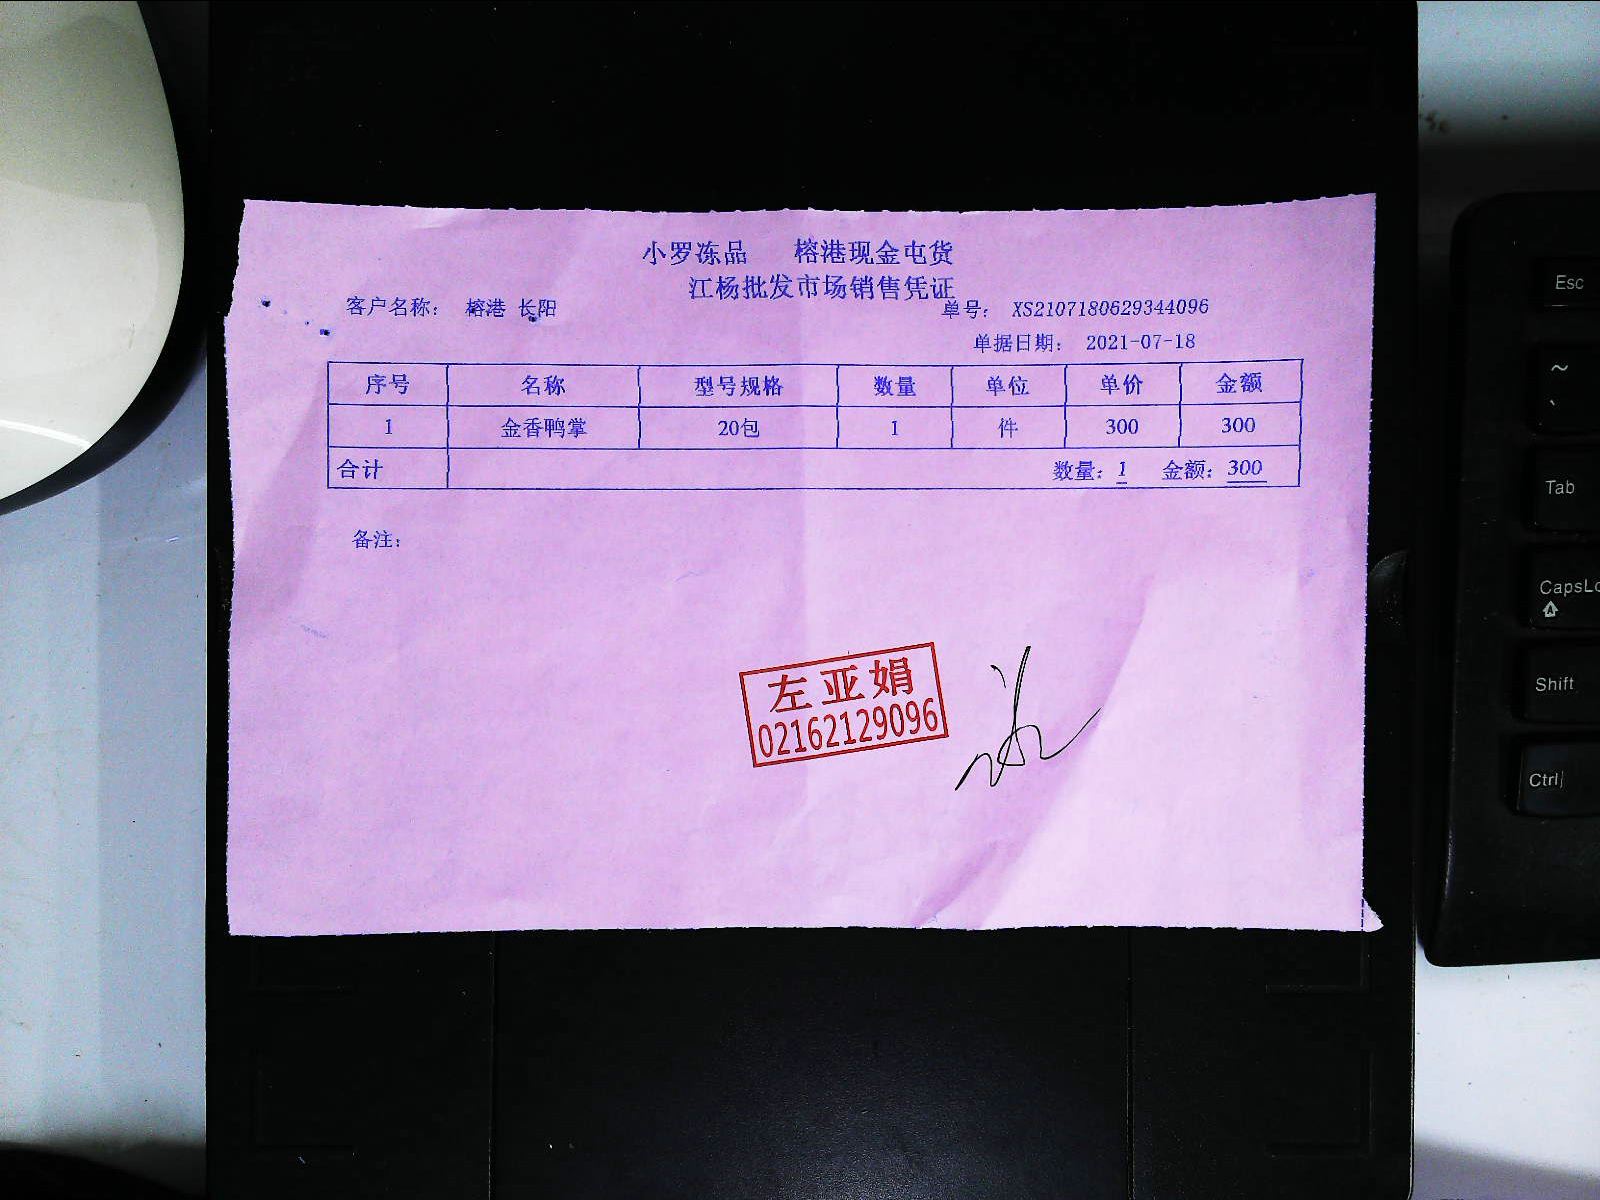 小罗冻品 榕港现金屯货
江杨批发市场销售凭证
客户名称： 榕港 长阳 单号： XS2107180629344096
单据日期： 2021-07-18
序号 名称 型号规格 数量 单位 单价 金额
1 金香鸭掌 20包 1 件 300 300
合计 数量：1 金额：300
备注：
左亚娟
02162129096
Esc
~
、
Tab
CapsLo
Shift
Ctrl